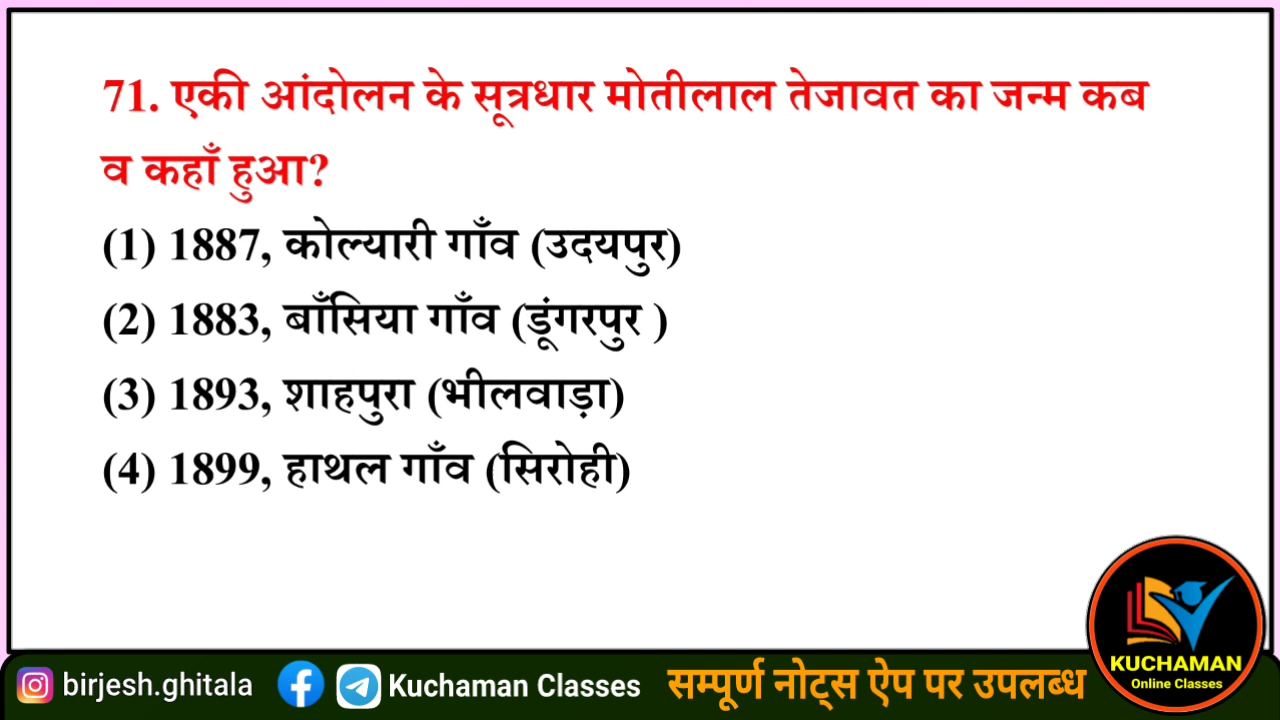 71. एकी आंदोलन के सूत्रधार मोतीलाल तेजावत का जन्म कब
व कहाँ हुआ?
(1) 1887, कोल्यारी गाँव (उदयपुर)
(2) 1883, बाँसिया गाँव (डूंगरपुर )
(3) 1893, शाहपुरा (भीलवाड़ा)
(4) 1899, हाथल गाँव (सिरोही)
KUCHAMAN
Online Classes
birjesh.ghitala Kuchaman Classes सम्पूर्ण नोट्स ऐप पर उपलब्ध